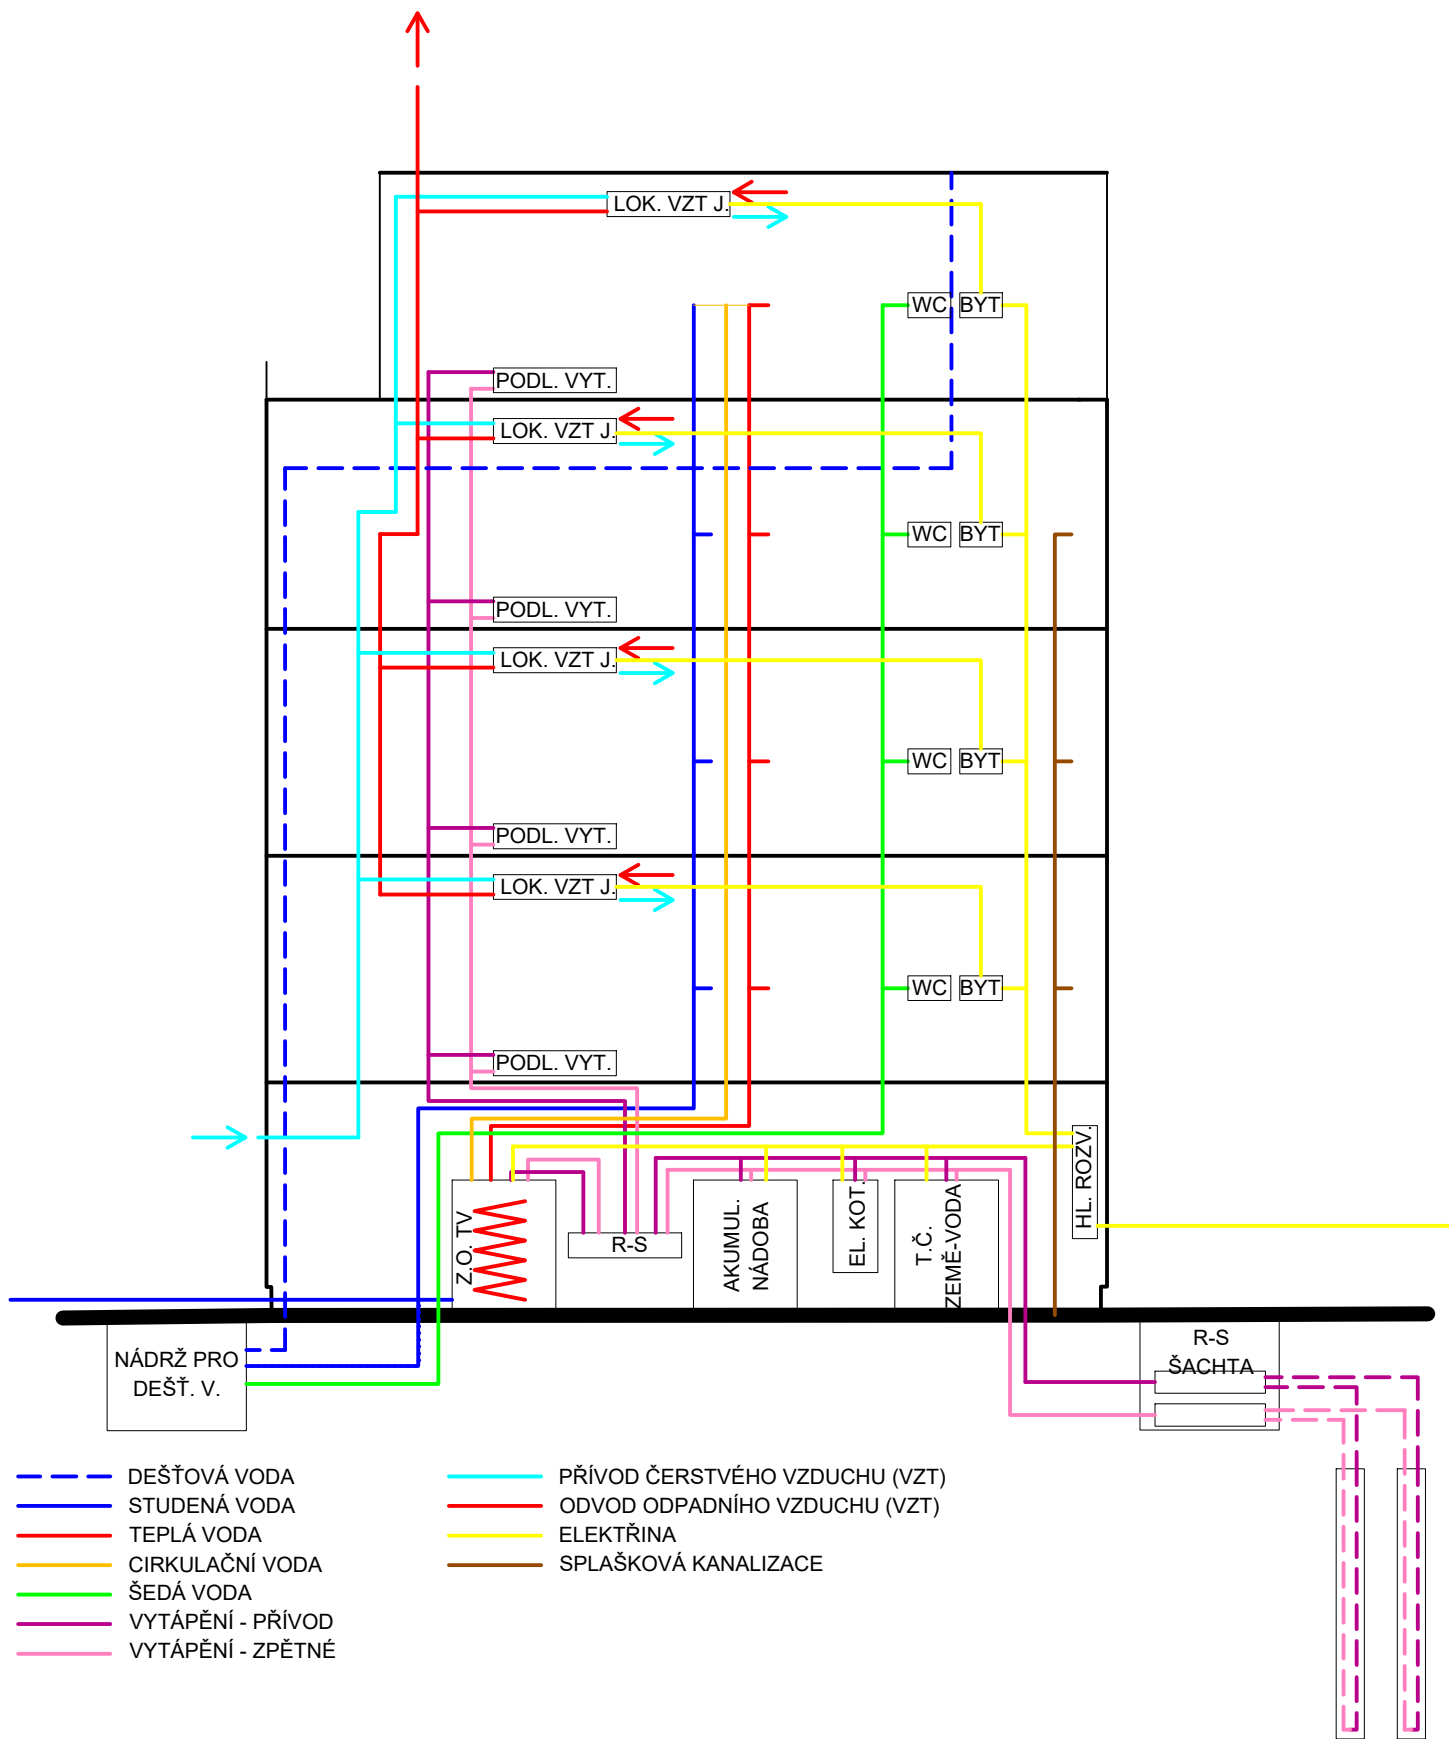 LOK. VZT J.
WC BYT
PODL. VYT.
LOK. VZT J.
WC BYT
PODL. VYT.
LOK. VZT J.
WC BYT
PODL. VYT.
LOK. VZT J.
WC BYT
PODL. VYT.
HL. ROZV.
Z.O. TV
R-S
AKUMUL.
NÁDOBA
EL. KOT.
T.Č.
ZEMĚ-VODA
NÁDRŽ PRO
DEŠŤ. V.
R-S
ŠACHTA
DEŠŤOVÁ VODA
STUDENÁ VODA
TEPLÁ VODA
CIRKULAČNÍ VODA
ŠEDÁ VODA
VYTÁPĚNÍ - PŘÍVOD
VYTÁPĚNÍ - ZPĚTNÉ
PŘÍVOD ČERSTVÉHO VZDUCHU (VZT)
ODVOD ODPADNÍHO VZDUCHU (VZT)
ELEKTŘINA
SPLAŠKOVÁ KANALIZACE